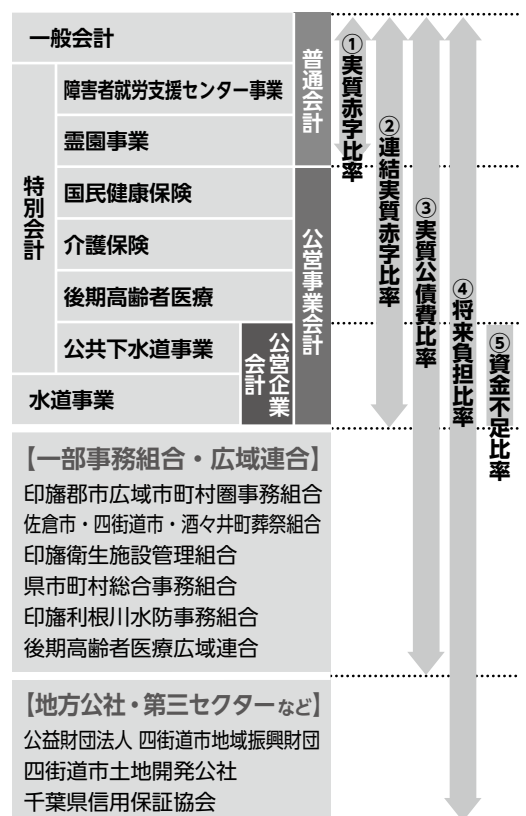 一般会計
特別会計
障害者就労支援センター事業
霊園事業
国民健康保険
介護保険
後期高齢者医療
公共下水道事業
水道事業
普通会計
公営事業会計
公営企業会計
①実質赤字比率
②連結実質赤字比率
③実質公債費比率
④将来負担比率
⑤資金不足比率
【一部事務組合・広域連合】
印旛郡市広域市町村圏事務組合
佐倉市・四街道市・酒々井町葬祭組合
印旛衛生施設管理組合
県市町村総合事務組合
印旛利根川水防事務組合
後期高齢者医療広域連合
【地方公社・第三セクターなど】
公益財団法人 四街道市地域振興財団
四街道市土地開発公社
千葉県信用保証協会